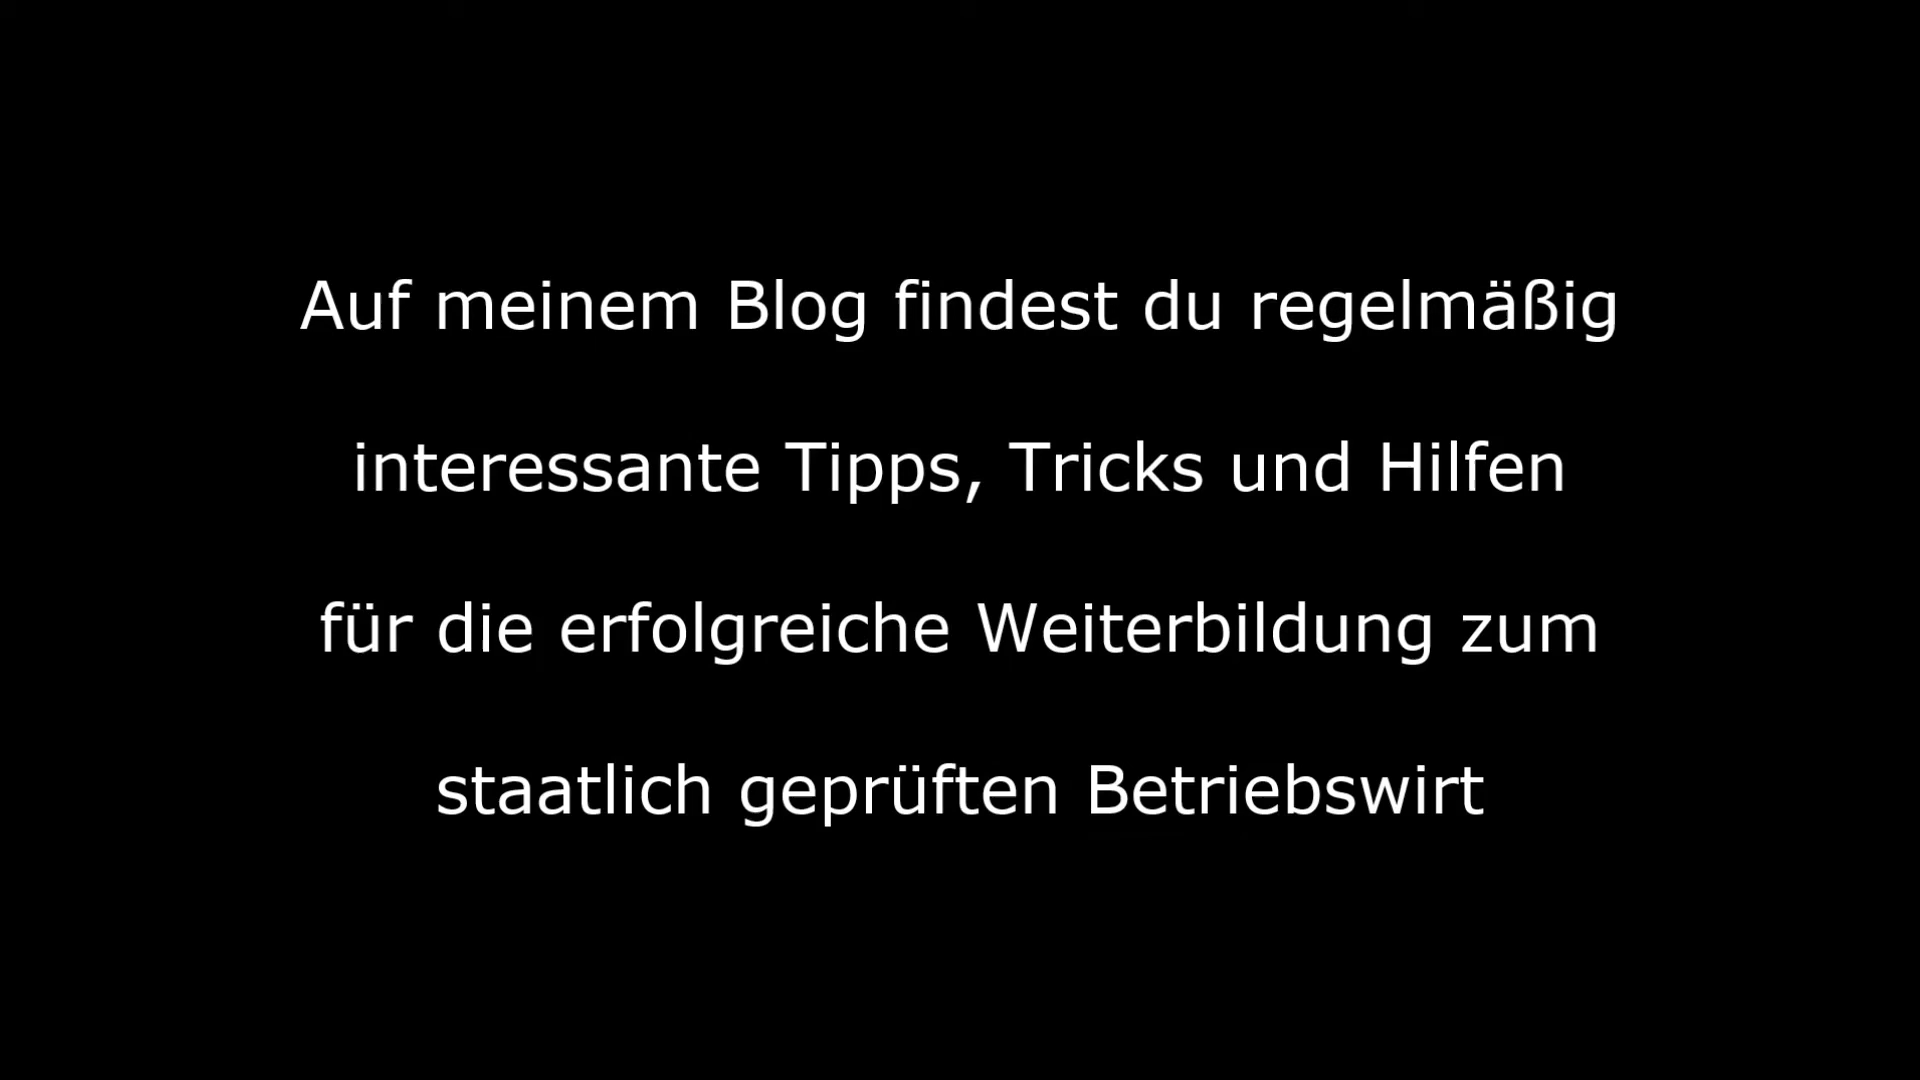 Auf meinem Blog findest du regelmäßig
interessante Tipps, Tricks und Hilfen
für die erfolgreiche Weiterbildung zum
staatlich geprüften Betriebswirt